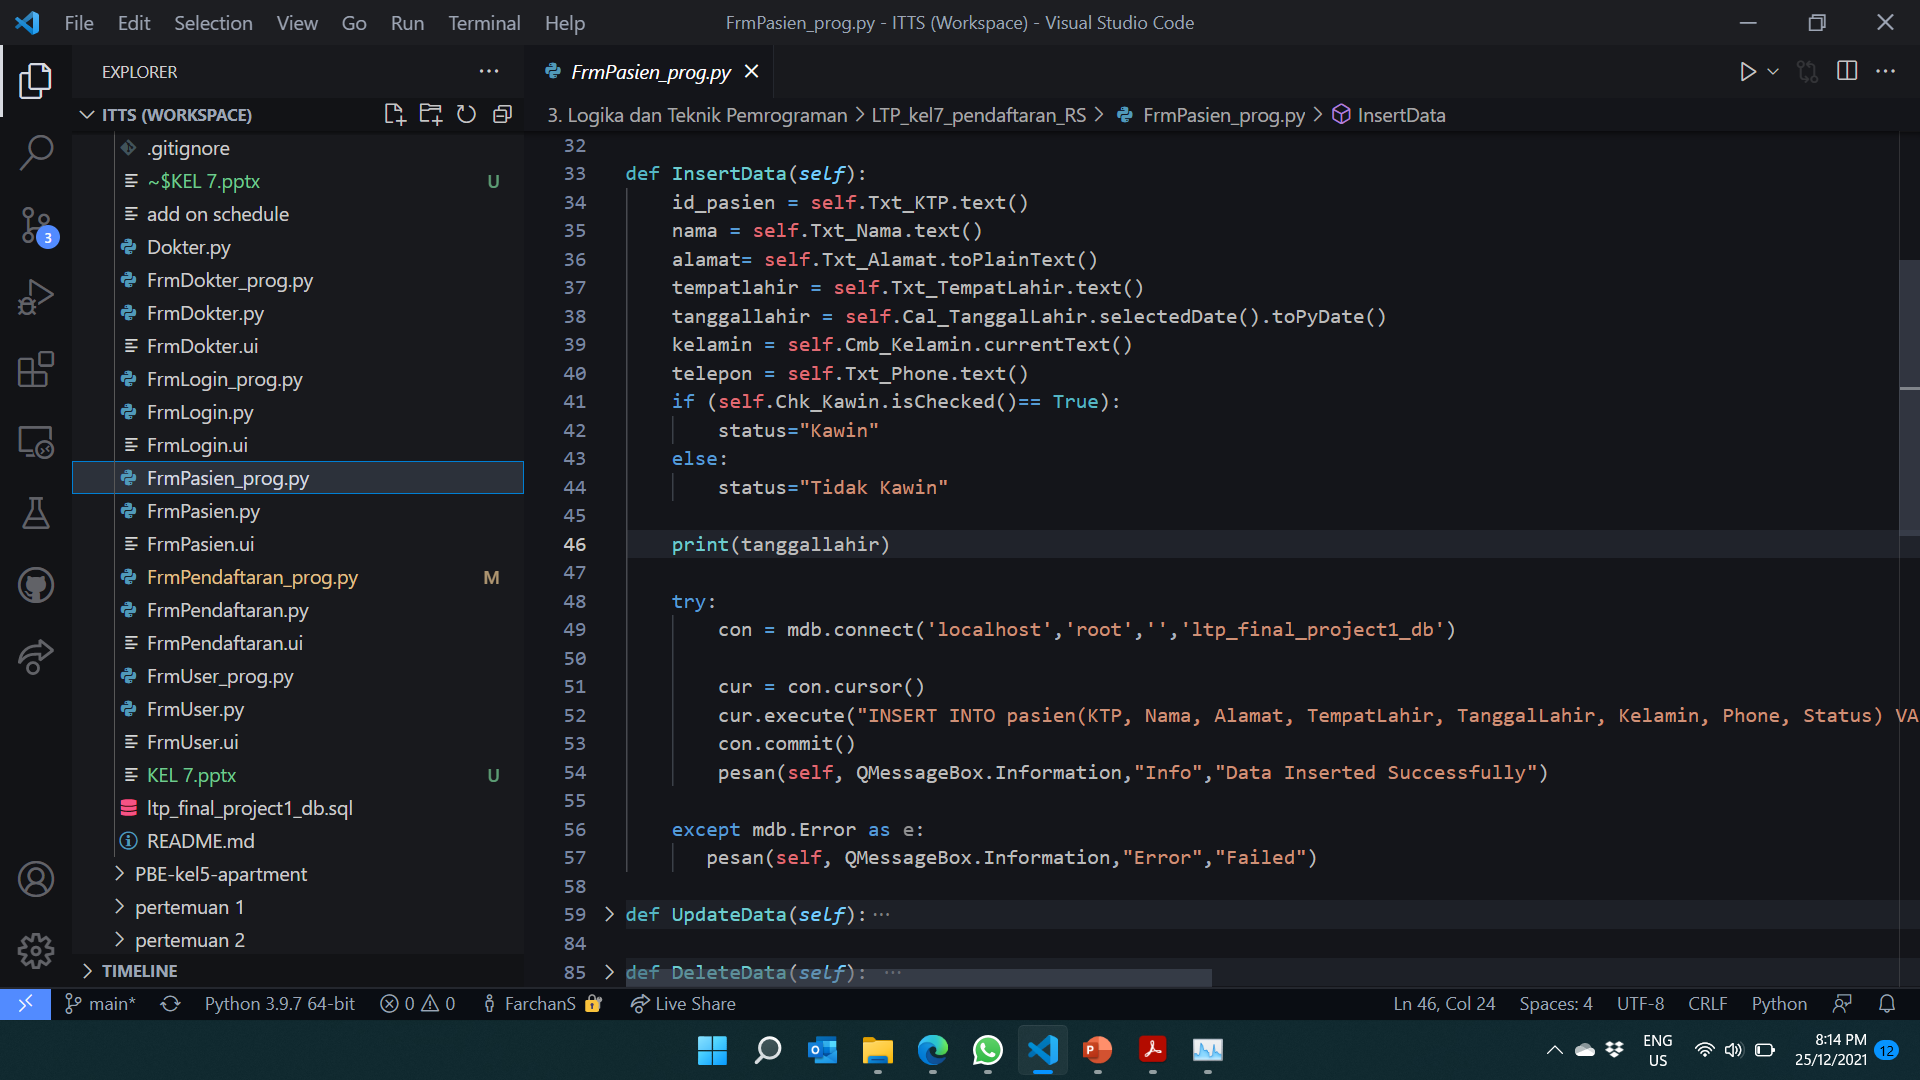 File Edit Selection View Go Run Terminal Help
FrmPasien_prog.py - ITTS (Workspace) - Visual Studio Code
EXPLORER
ITTS (WORKSPACE)
.gitignore
~$KEL 7.pptx U
add on schedule
Dokter.py
FrmDokter_prog.py
FrmDokter.py
FrmDokter.ui
FrmLogin_prog.py
FrmLogin.py
FrmLogin.ui
FrmPasien_prog.py
FrmPasien.py
FrmPasien.ui
FrmPendaftaran_prog.py M
FrmPendaftaran.py
FrmPendaftaran.ui
FrmUser_prog.py
FrmUser.py
FrmUser.ui
KEL 7.pptx U
ltp_final_project1_db.sql
README.md
PBE-kel5-apartment
pertemuan 1
pertemuan 2
TIMELINE
3
FrmPasien_prog.py
3. Logika dan Teknik Pemrograman > LTP_kel7_pendaftaran_RS > FrmPasien_prog.py > InsertData
32
33 def InsertData(self):
34 id_pasien = self.Txt_KTP.text()
35 nama = self.Txt_Nama.text()
36 alamat= self.Txt_Alamat.toPlainText()
37 tempatlahir = self.Txt_TempatLahir.text()
38 tanggallahir = self.Cal_TanggalLahir.selectedDate().toPyDate()
39 kelamin = self.Cmb_Kelamin.currentText()
40 telepon = self.Txt_Phone.text()
41 if (self.Chk_Kawin.isChecked()== True):
42 status="Kawin"
43 else:
44 status="Tidak Kawin"
45
46 print(tanggallahir)
47
48 try:
49 con = mdb.connect('localhost','root','','ltp_final_project1_db')
50
51 cur = con.cursor()
52 cur.execute("INSERT INTO pasien(KTP, Nama, Alamat, TempatLahir, TanggalLahir, Kelamin, Phone, Status) VA
53 con.commit()
54 pesan(self, QMessageBox.Information,"Info","Data Inserted Successfully")
55
56 except mdb.Error as e:
57 pesan(self, QMessageBox.Information,"Error","Failed")
58
59 def UpdateData(self): ···
84
85 def DeleteData(self): ···
main* Python 3.9.7 64-bit 0 0 FarchanS Live Share Ln 46, Col 24 Spaces: 4 UTF-8 CRLF Python
ENG
US
8:14 PM
25/12/2021
12